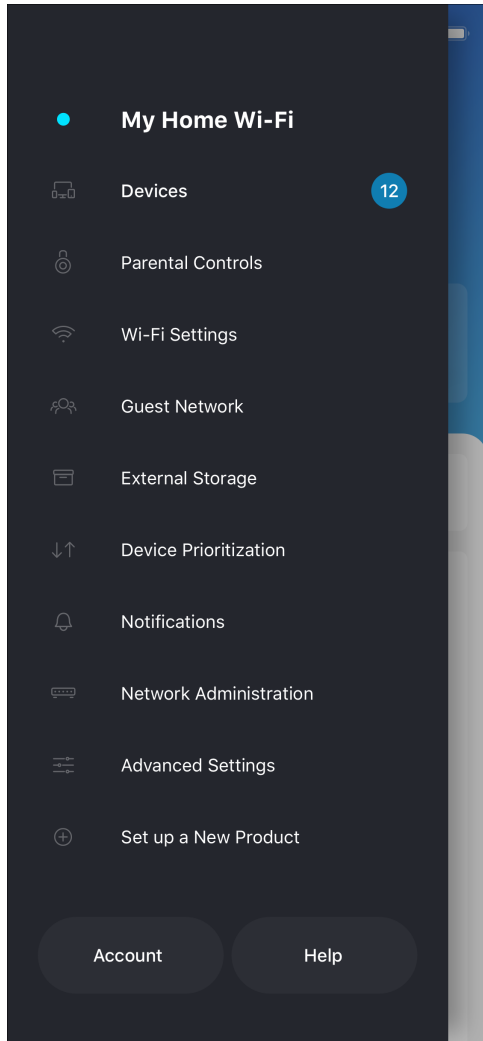 My Home Wi-Fi
Devices 12
Parental Controls
Wi-Fi Settings
Guest Network
External Storage
Device Prioritization
Notifications
Network Administration
Advanced Settings
Set up a New Product
Account Help